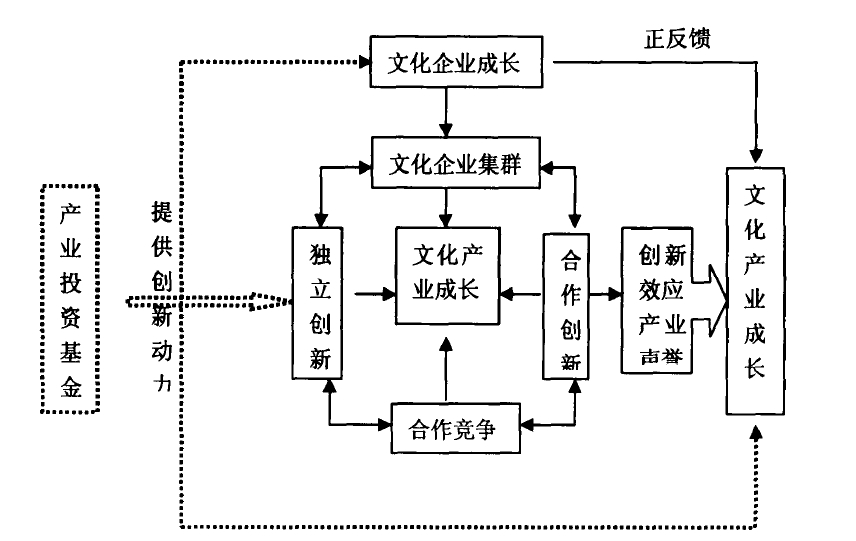 正反馈
文化企业成长
文化企业集群
产业投资基金
提供创新动力
独立创新
文化产
业成长
合作创新
创新
效应
产业
声誉
文化产业成长
合作竞争